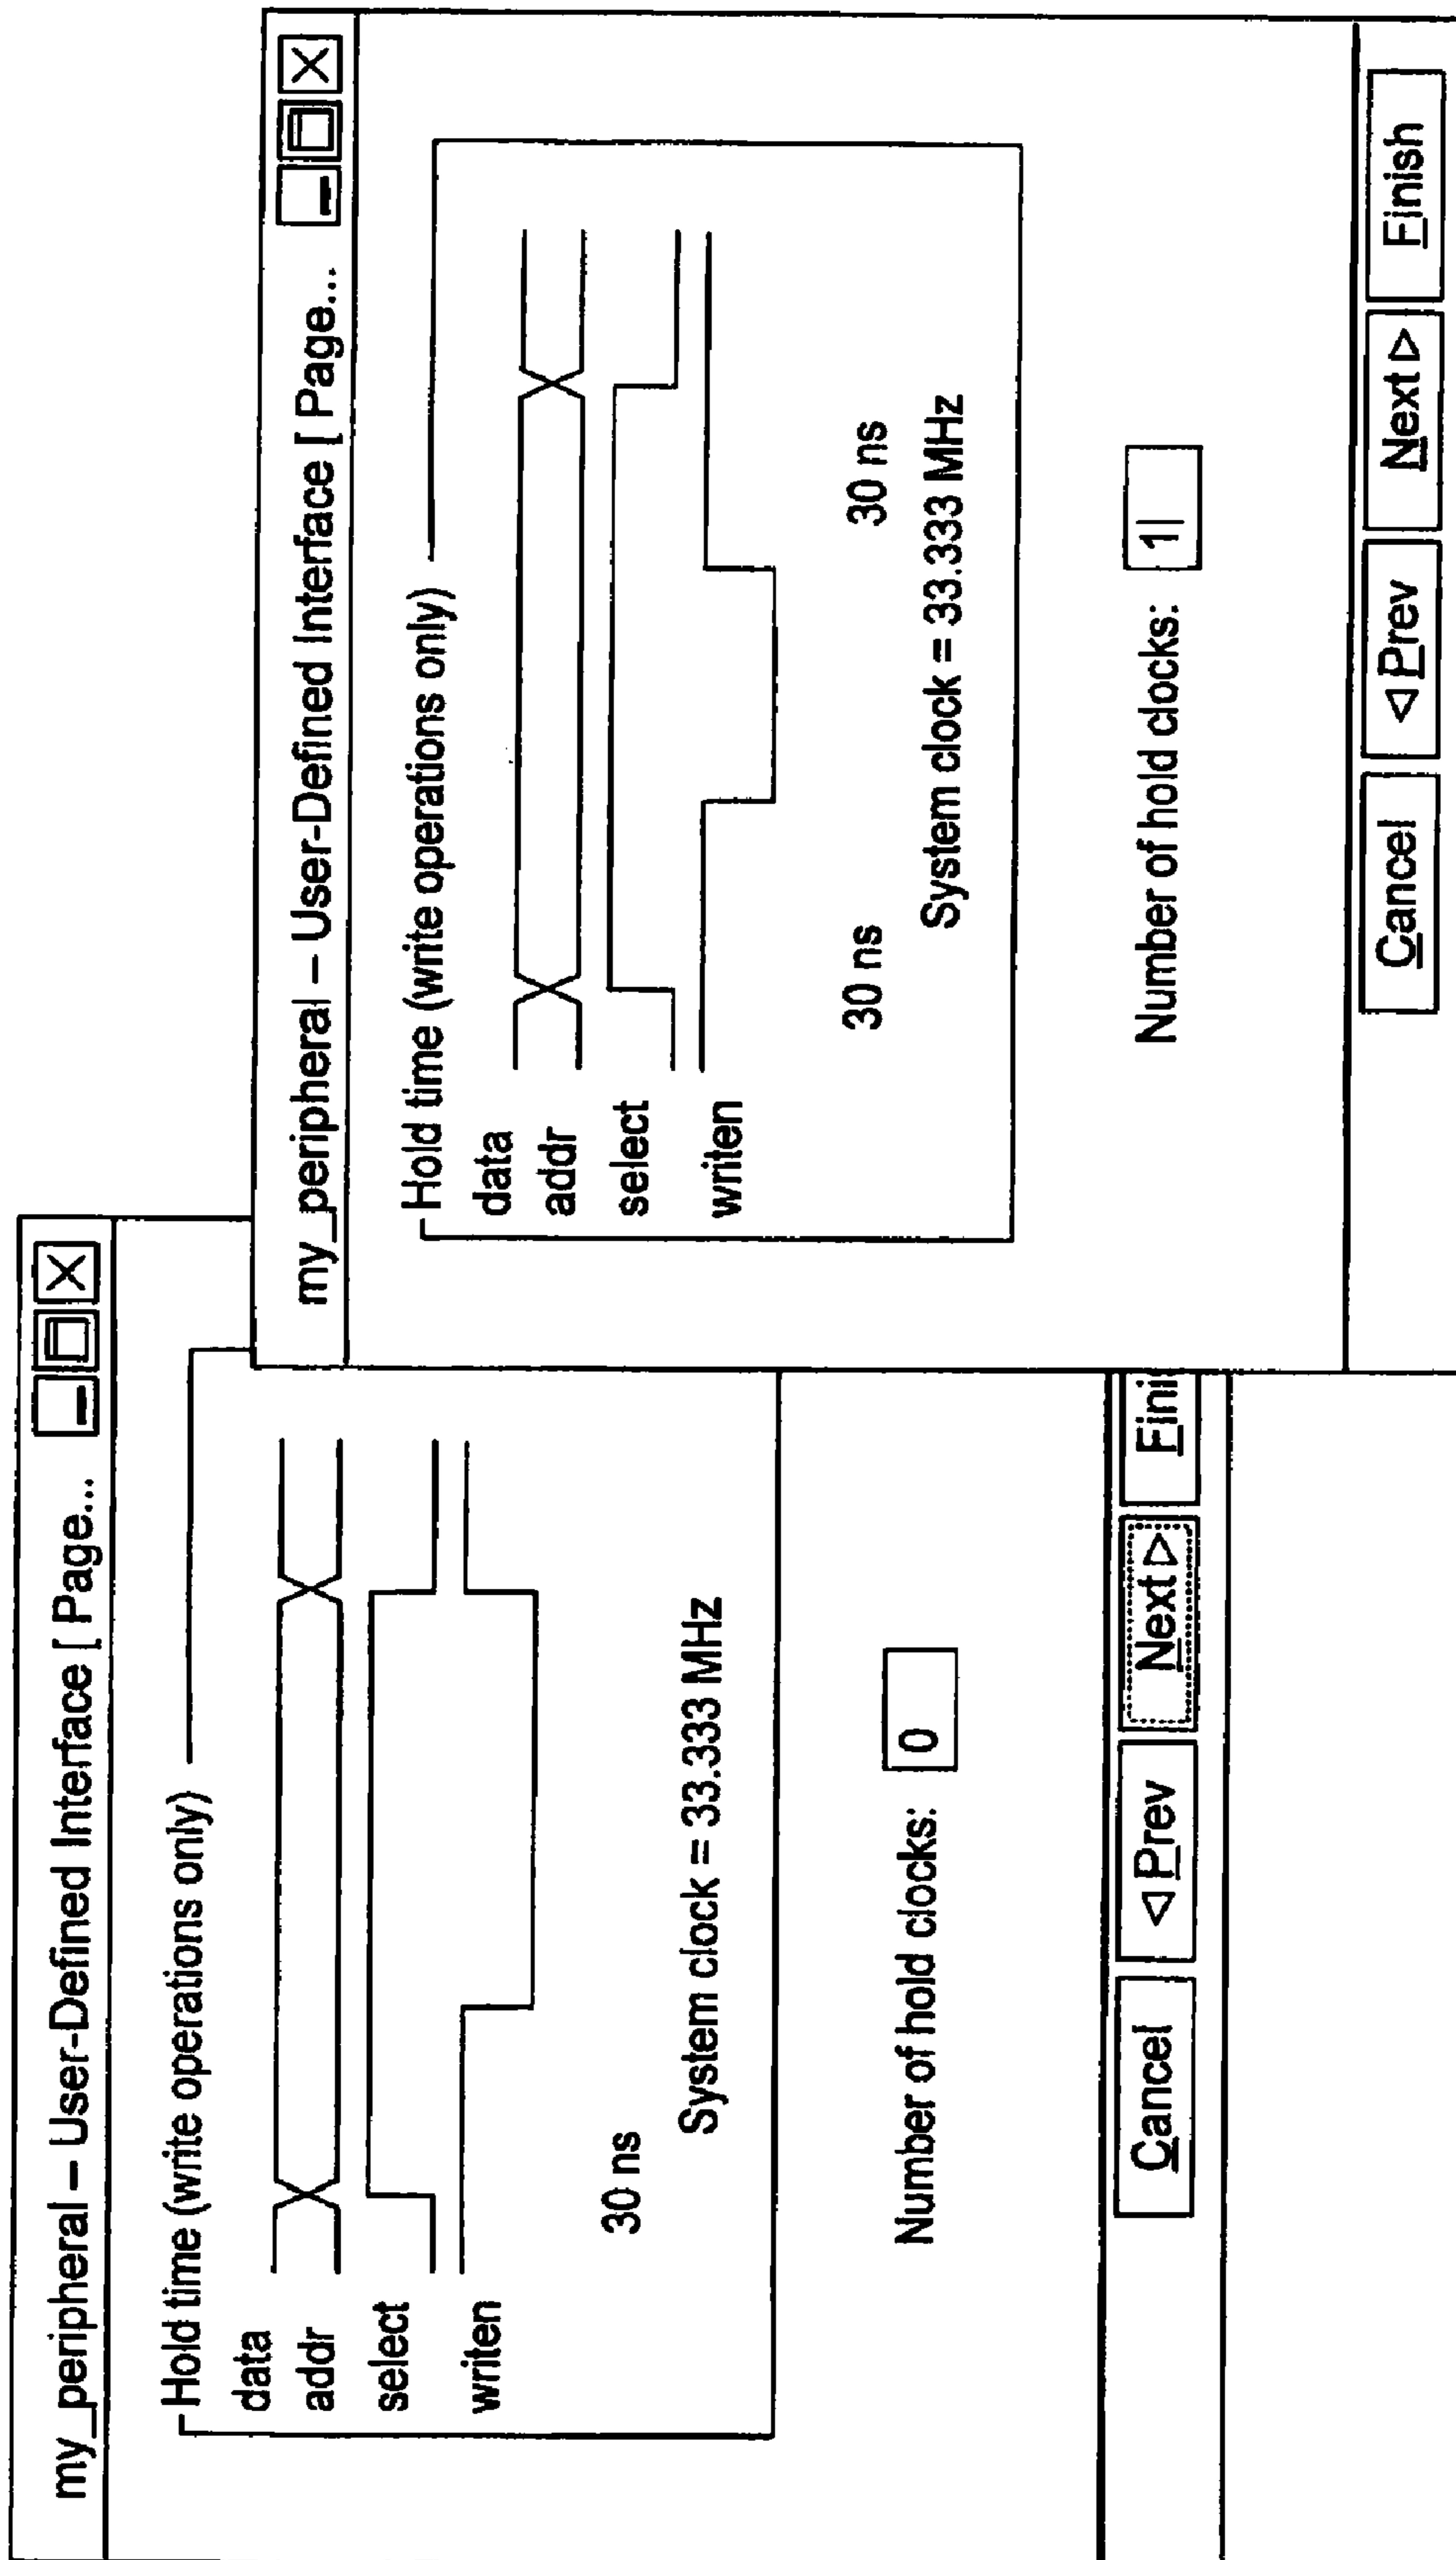 my_peripheral – User-Defined Interface [ Page...
Hold time (write operations only)
data
addr
select
writen
30 ns
System clock = 33.333 MHz
Number of hold clocks: 0
Cancel
Prev
Next
Fini
my_peripheral – User-Defined Interface [ Page...
Hold time (write operations only)
data
addr
select
writen
30 ns 30 ns
System clock = 33.333 MHz
Number of hold clocks: 1
Cancel
Prev
Next
Finish